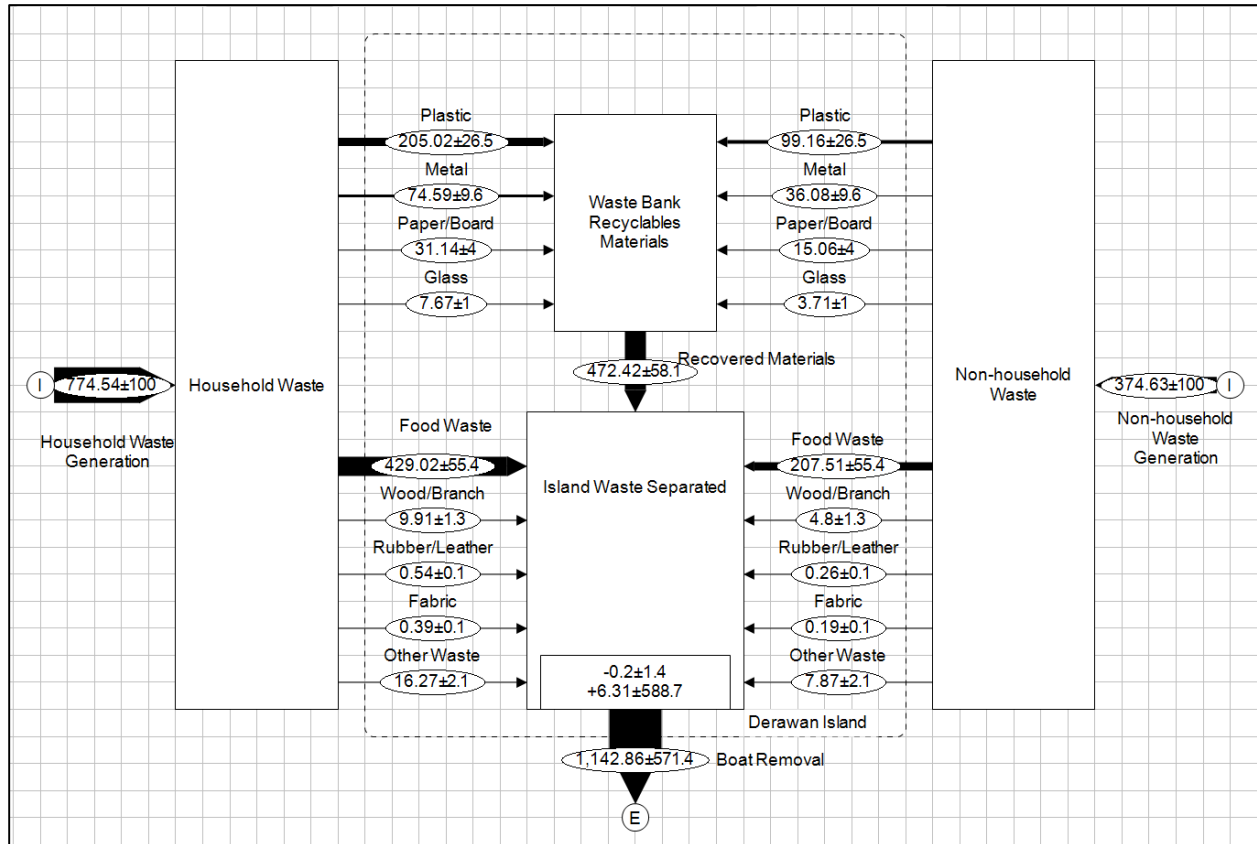 Plastic
205.02±26.5
Metal
74.59±9.6
Paper/Board
31.14±4
Glass
7.67±1
Plastic
99.16±26.5
Metal
36.08±9.6
Paper/Board
15.06±4
Glass
3.71±1
Waste Bank
Recyclables
Materials
Recovered Materials
472.42±58.1
I
774.54±100
Household Waste
Generation
Household Waste
Non-household
Waste
374.63±100
I
Non-household
Waste
Generation
Food Waste
429.02±55.4
Wood/Branch
9.91±1.3
Rubber/Leather
0.54±0.1
Fabric
0.39±0.1
Other Waste
16.27±2.1
Island Waste Separated
-0.2±1.4
+6.31±588.7
Food Waste
207.51±55.4
Wood/Branch
4.8±1.3
Rubber/Leather
0.26±0.1
Fabric
0.19±0.1
Other Waste
7.87±2.1
Derawan Island
1,142.86±571.4
Boat Removal
E